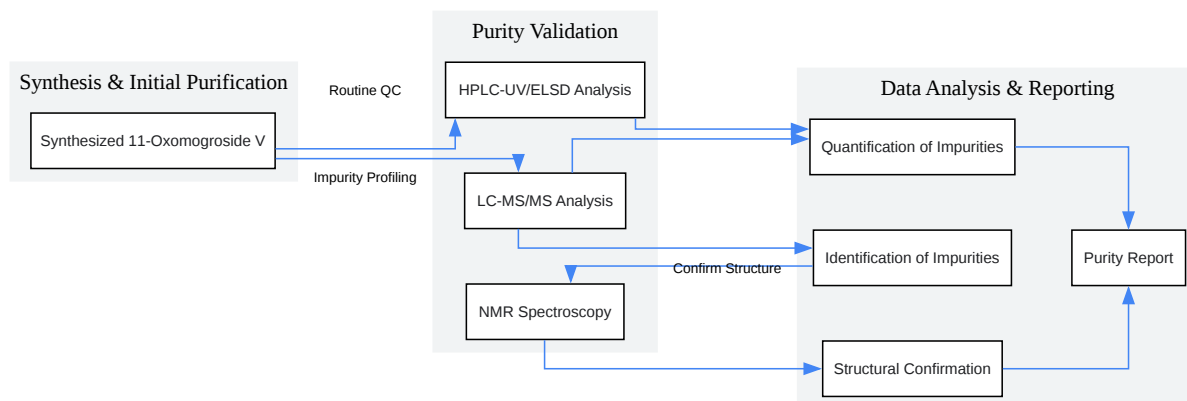 Synthesis & Initial Purification
Synthesized 11-Oxomogroside V
Routine QC
Impurity Profiling
Purity Validation
HPLC-UV/ELSD Analysis
LC-MS/MS Analysis
NMR Spectroscopy
Confirm Structure
Data Analysis & Reporting
Quantification of Impurities
Identification of Impurities
Structural Confirmation
Purity Report